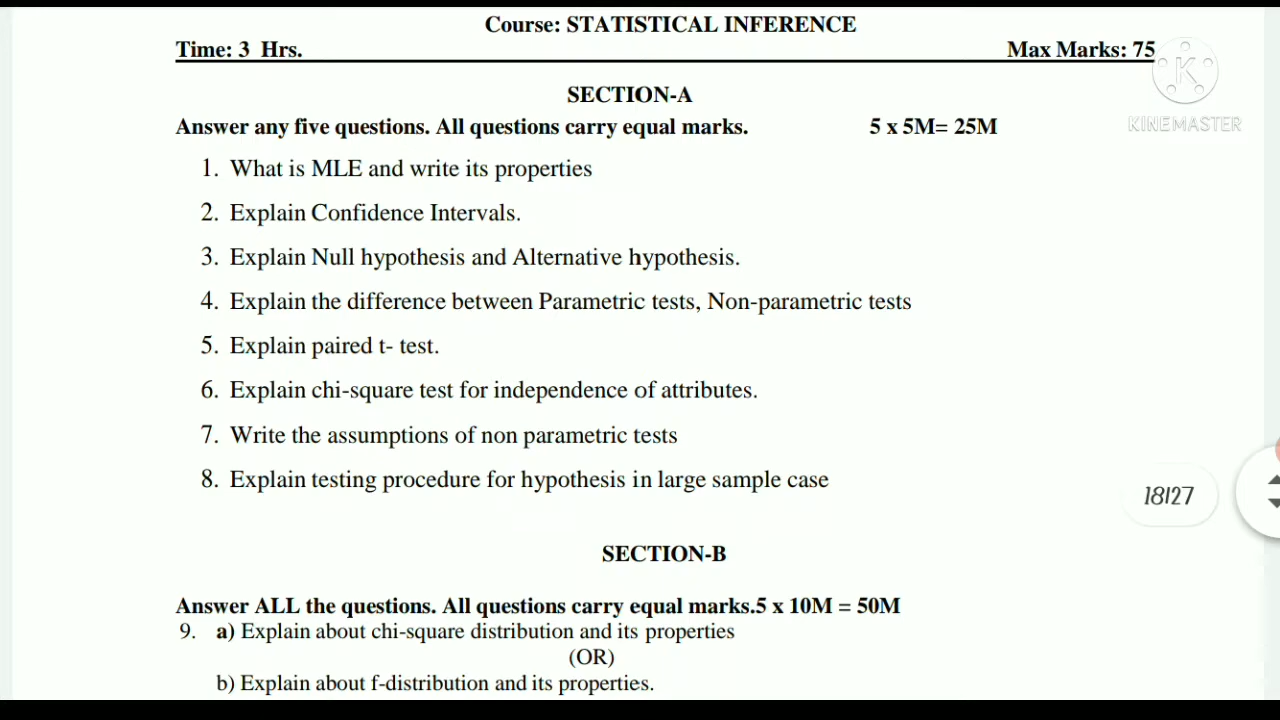 Course: STATISTICAL INFERENCE
Time: 3 Hrs. Max Marks: 75
K
KINEMASTER
SECTION-A
Answer any five questions. All questions carry equal marks. 5 x 5M= 25M
1. What is MLE and write its properties
2. Explain Confidence Intervals.
3. Explain Null hypothesis and Alternative hypothesis.
4. Explain the difference between Parametric tests, Non-parametric tests
5. Explain paired t- test.
6. Explain chi-square test for independence of attributes.
7. Write the assumptions of non parametric tests
8. Explain testing procedure for hypothesis in large sample case
18/27
SECTION-B
Answer ALL the questions. All questions carry equal marks.5 x 10M = 50M
9. a) Explain about chi-square distribution and its properties
(OR)
b) Explain about f-distribution and its properties.